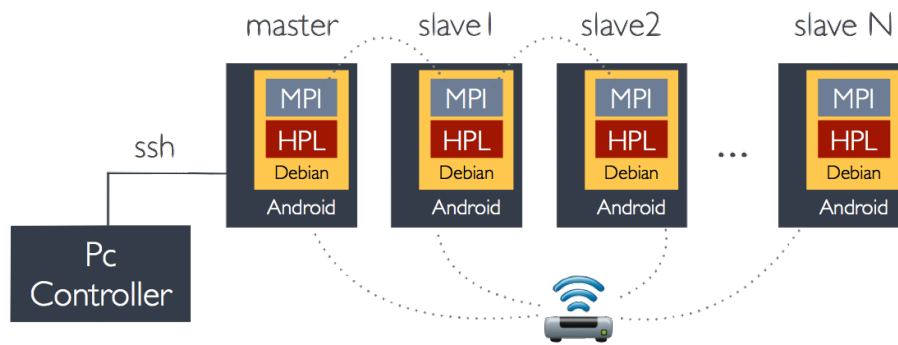 master
slave1
slave2
slave N
MPI
MPI
MPI
MPI
HPL
HPL
HPL
HPL
ssh
Debian
Debian
Debian
...
Debian
Android
Android
Android
Android
Pc
Controller